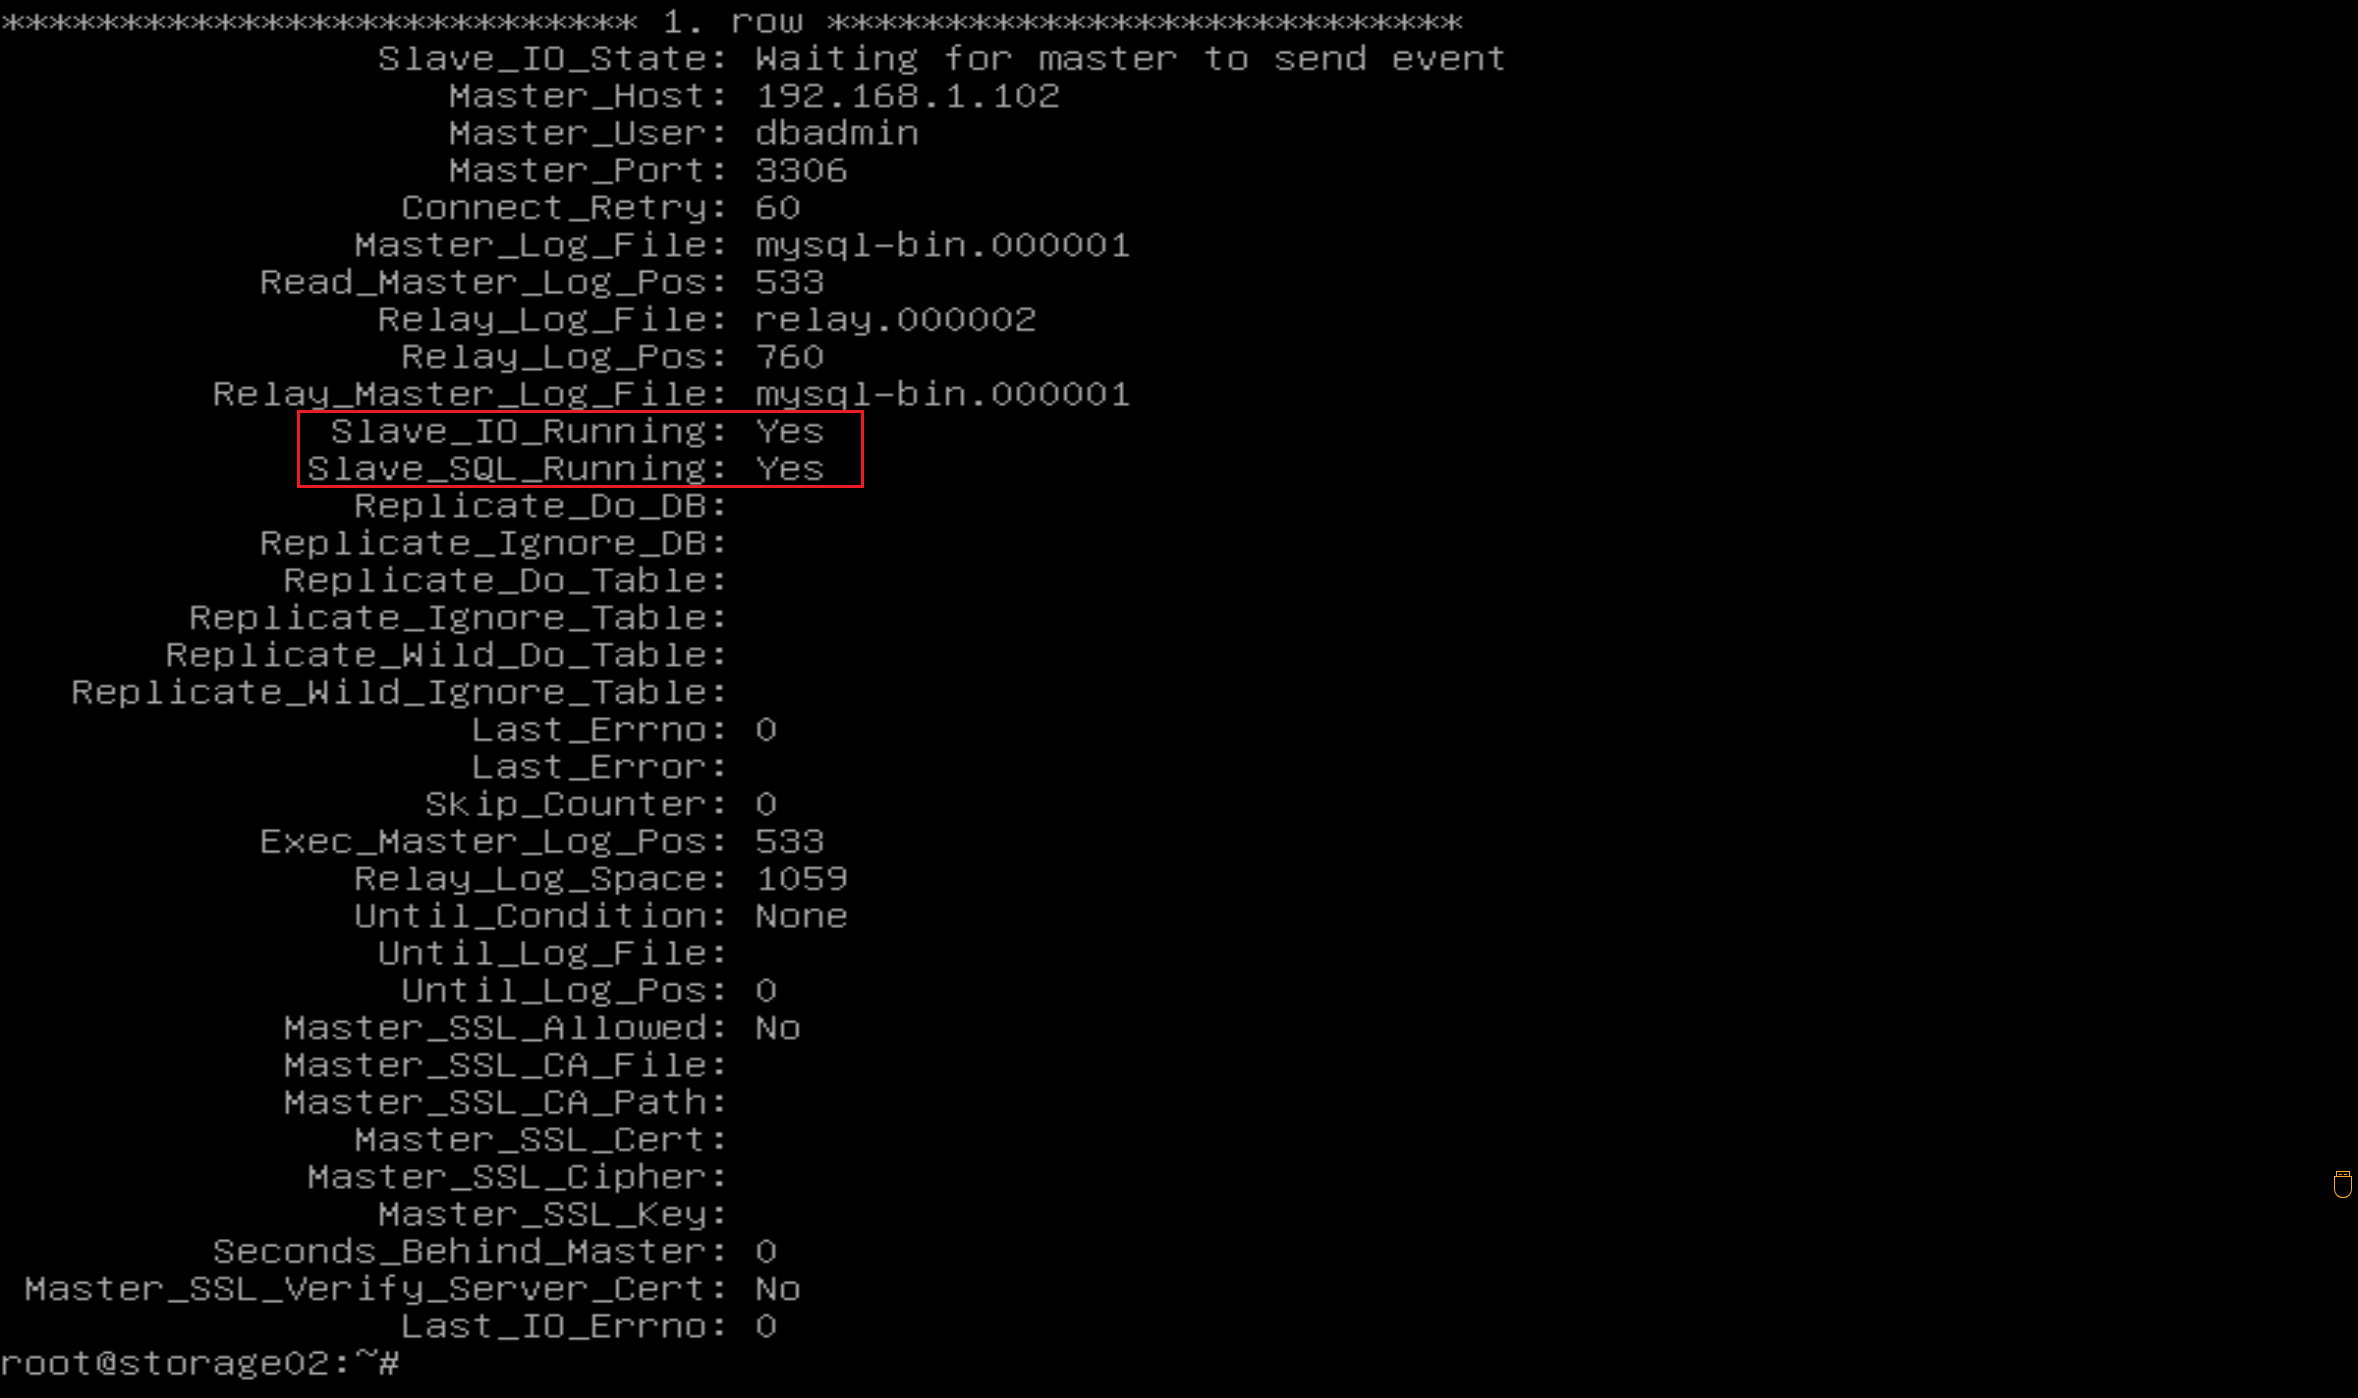 *************************** 1. row ***************************
Slave_IO_State: Waiting for master to send event
Master_Host: 192.168.1.102
Master_User: dbadmin
Master_Port: 3306
Connect_Retry: 60
Master_Log_File: mysql-bin.000001
Read_Master_Log_Pos: 533
Relay_Log_File: relay.000002
Relay_Log_Pos: 760
Relay_Master_Log_File: mysql-bin.000001
Slave_IO_Running: Yes
Slave_SQL_Running: Yes
Replicate_Do_DB:
Replicate_Ignore_DB:
Replicate_Do_Table:
Replicate_Ignore_Table:
Replicate_Wild_Do_Table:
Replicate_Wild_Ignore_Table:
Last_Errno: 0
Last_Error:
Skip_Counter: 0
Exec_Master_Log_Pos: 533
Relay_Log_Space: 1059
Until_Condition: None
Until_Log_File:
Until_Log_Pos: 0
Master_SSL_Allowed: No
Master_SSL_CA_File:
Master_SSL_CA_Path:
Master_SSL_Cert:
Master_SSL_Cipher:
Master_SSL_Key:
Seconds_Behind_Master: 0
Master_SSL_Verify_Server_Cert: No
Last_IO_Errno: 0
root@storage02:~#